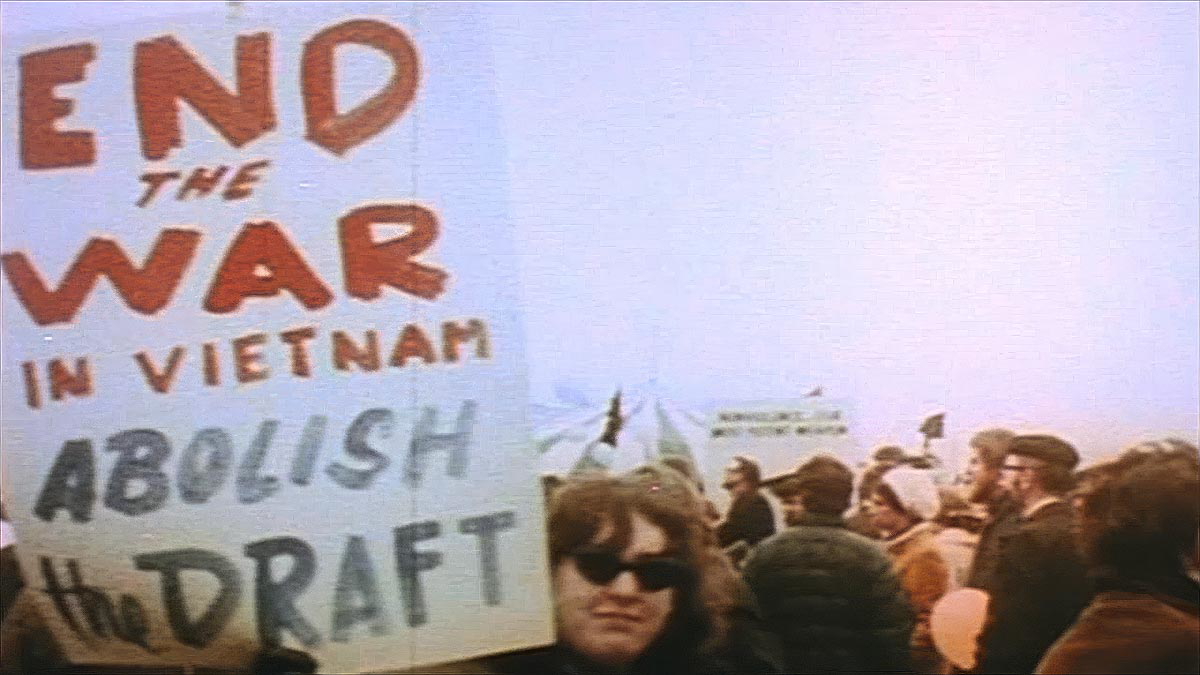 END
THE
WAR
IN VIETNAM
ABOLISH
the DRAFT